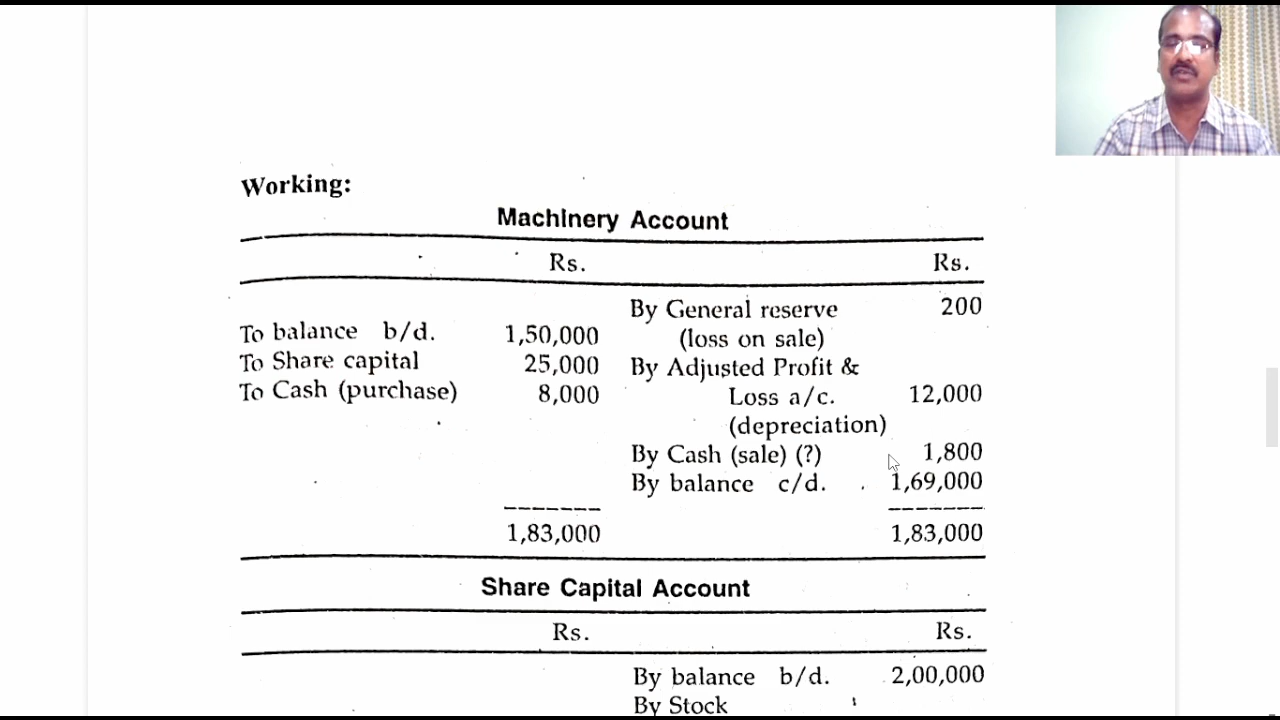 Working:
Machinery Account
Rs. Rs.
By General reserve 200
(loss on sale)
To balance b/d. 1,50,000
To Share capital 25,000 By Adjusted Profit &
To Cash (purchase) 8,000 Loss a/c. 12,000
(depreciation)
By Cash (sale) (?) 1,800
By balance c/d. 1,69,000
1,83,000 1,83,000
Share Capital Account
Rs. Rs.
By balance b/d. 2,00,000
By Stock